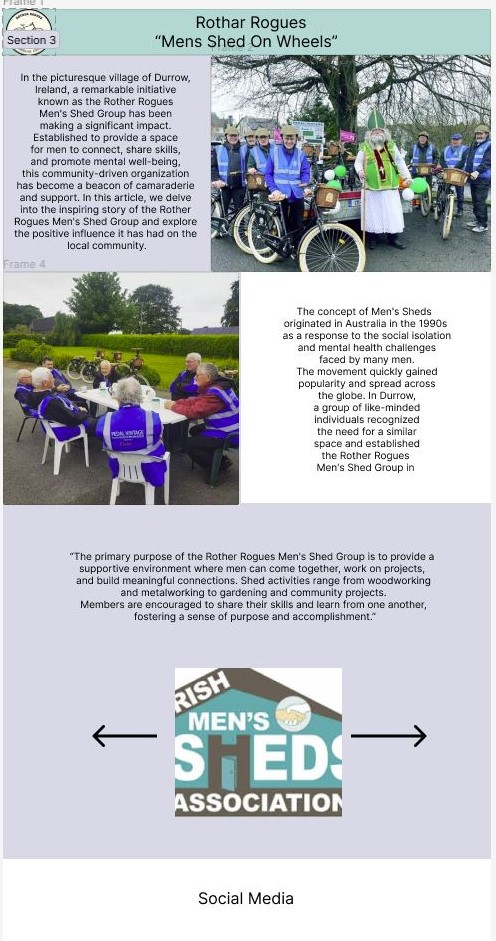 Frame 1
Section 3
Rothar Rogues
“Mens Shed On Wheels”
Frame 2
In the picturesque village of Durrow,
Ireland, a remarkable initiative
known as the Rother Rogues
Men's Shed Group has been
making a significant impact.
Established to provide a space
for men to connect, share skills,
and promote mental well-being,
this community-driven organization
has become a beacon of camaraderie
and support. In this article, we delve
into the inspiring story of the Rother
Rogues Men's Shed Group and explore
the positive influence it has had on the
local community.
Frame 4
PEDAL VINTAGE
The concept of Men's Sheds
originated in Australia in the 1990s
as a response to the social isolation
and mental health challenges
faced by many men.
The movement quickly gained
popularity and spread across
the globe. In Durrow,
a group of like-minded
individuals recognized
the need for a similar
space and established
the Rother Rogues
Men's Shed Group in
“The primary purpose of the Rother Rogues Men's Shed Group is to provide a
supportive environment where men can come together, work on projects,
and build meaningful connections. Shed activities range from woodworking
and metalworking to gardening and community projects.
Members are encouraged to share their skills and learn from one another,
fostering a sense of purpose and accomplishment.”
RISH
MEN'S
SHEDS
ASSOCIATION
Social Media